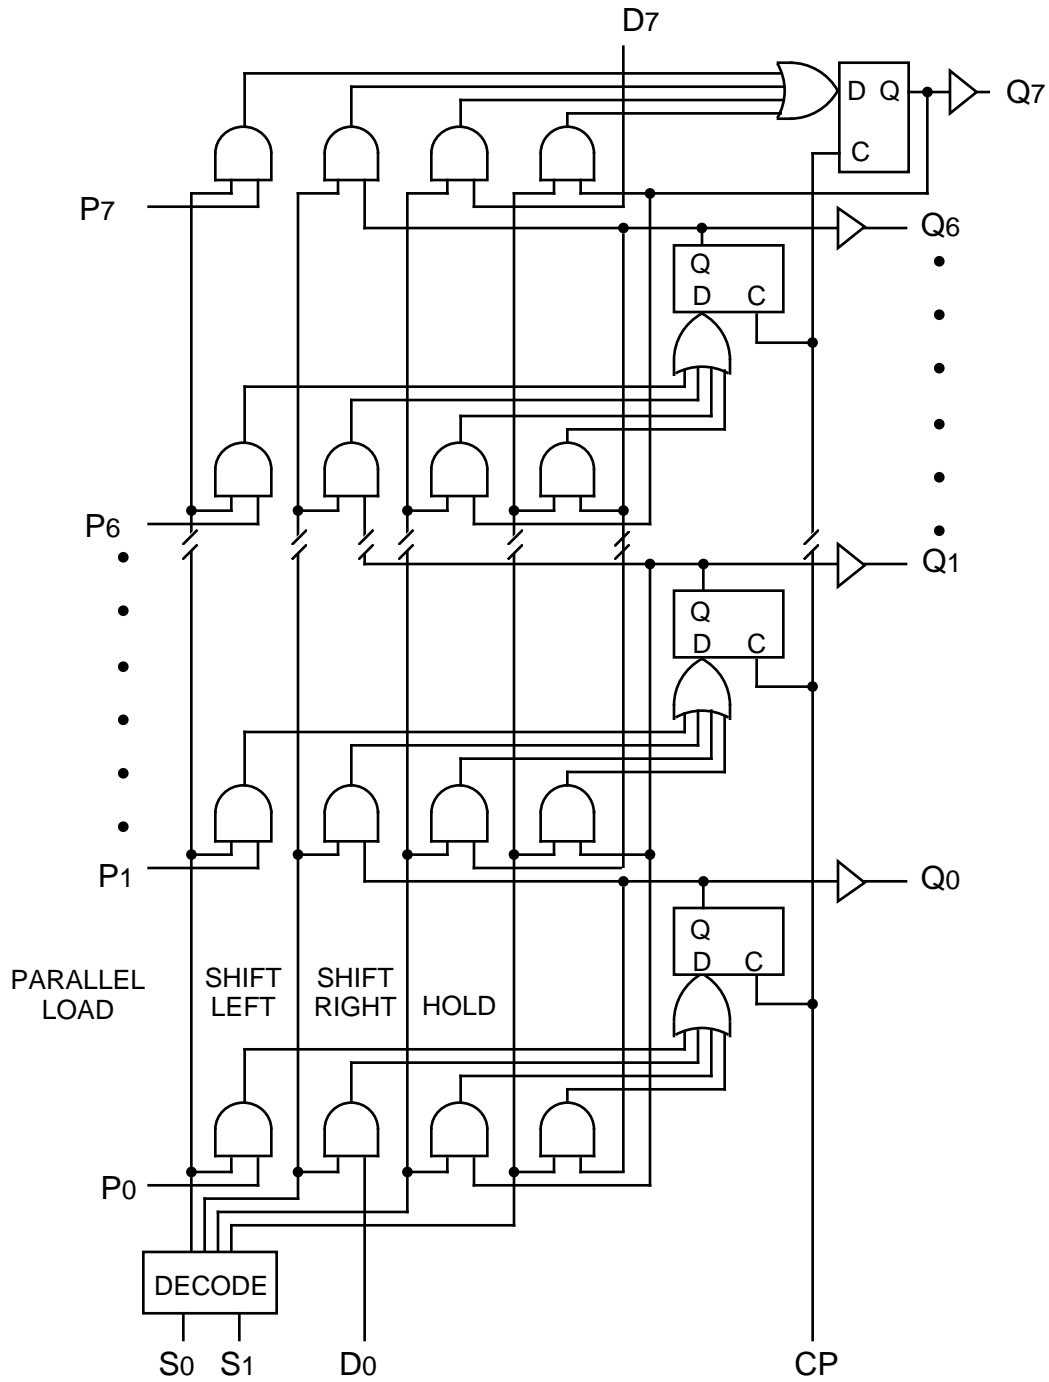 D7
D Q
Q7
C
P7
Q6
Q
D C
P6
Q1
Q
D C
P1
Q0
Q
D C
PARALLEL
LOAD
SHIFT
LEFT
SHIFT
RIGHT
HOLD
P0
DECODE
S0 S1 D0 CP